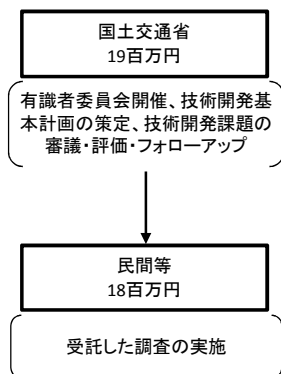 国土交通省
19百万円
有識者委員会開催、技術開発基
本計画の策定、技術開発課題の
審議・評価・フォローアップ
民間等
18百万円
受託した調査の実施